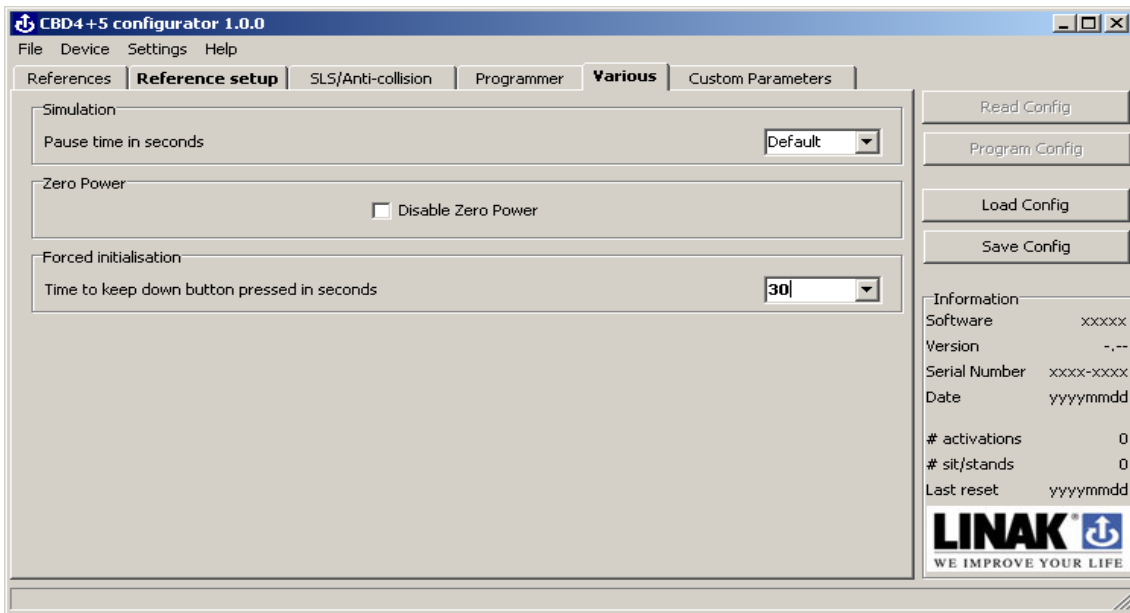 CBD4+5 configurator 1.0.0
File Device Settings Help
References Reference setup SLS/Anti-collision Programmer Various Custom Parameters
Simulation
Pause time in seconds Default
Zero Power
Disable Zero Power
Forced initialisation
Time to keep down button pressed in seconds 30
Read Config
Program Config
Load Config
Save Config
Information
Software xxxxx
Version -.--
Serial Number xxxx-xxxx
Date yyyymmdd
# activations 0
# sit/stands 0
Last reset yyyymmdd
LINAK®
WE IMPROVE YOUR LIFE